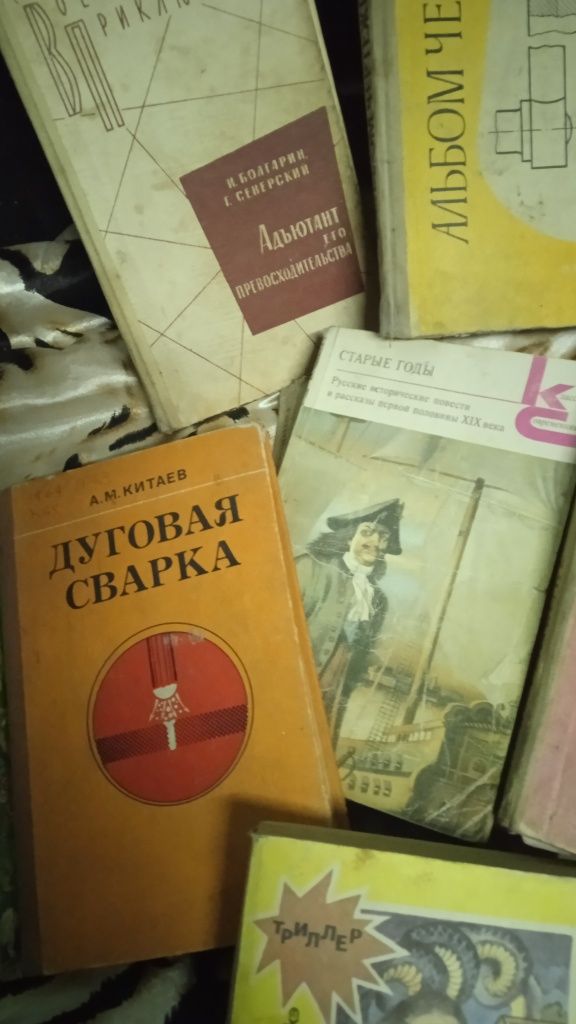 ВП
И. БОЛГАРИН,
Г. СЕВЕРСКИЙ
АДЪЮТАНТ
ЕГО
ПРЕВОСХОДИТЕЛЬСТВА
АЛЬБОМ ЧЕ
СТАРЫЕ ГОДЫ
Русские исторические повести
и рассказы первой половины XIX века
А.М.КИТАЕВ
ДУГОВАЯ
СВАРКА
ТРИЛЛЕР